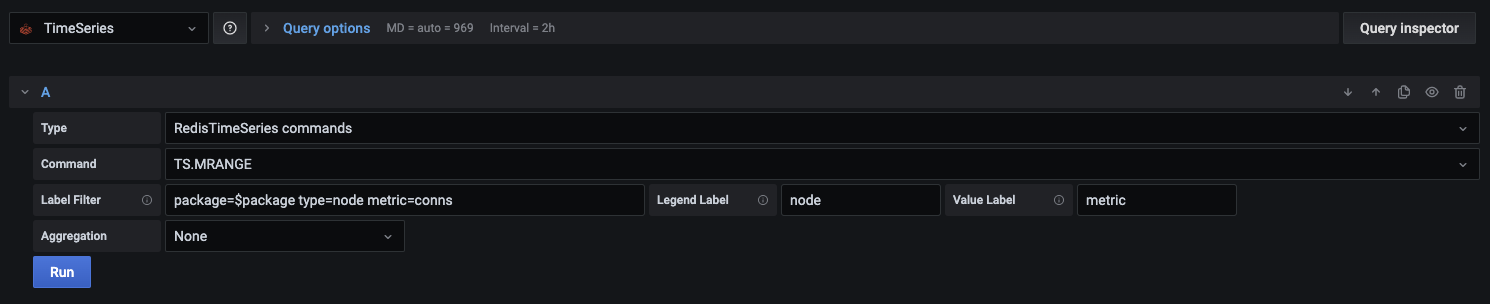 TimeSeries Query options MD = auto = 969 Interval = 2h Query inspector
A
Type RedisTimeSeries commands
Command TS.MRANGE
Label Filter package=$package type=node metric=conns Legend Label node Value Label metric
Aggregation None
Run